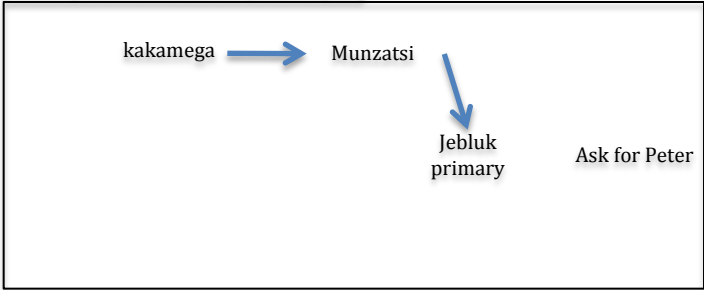 kakamega
Munzatsi
Jebluk
primary
Ask for Peter